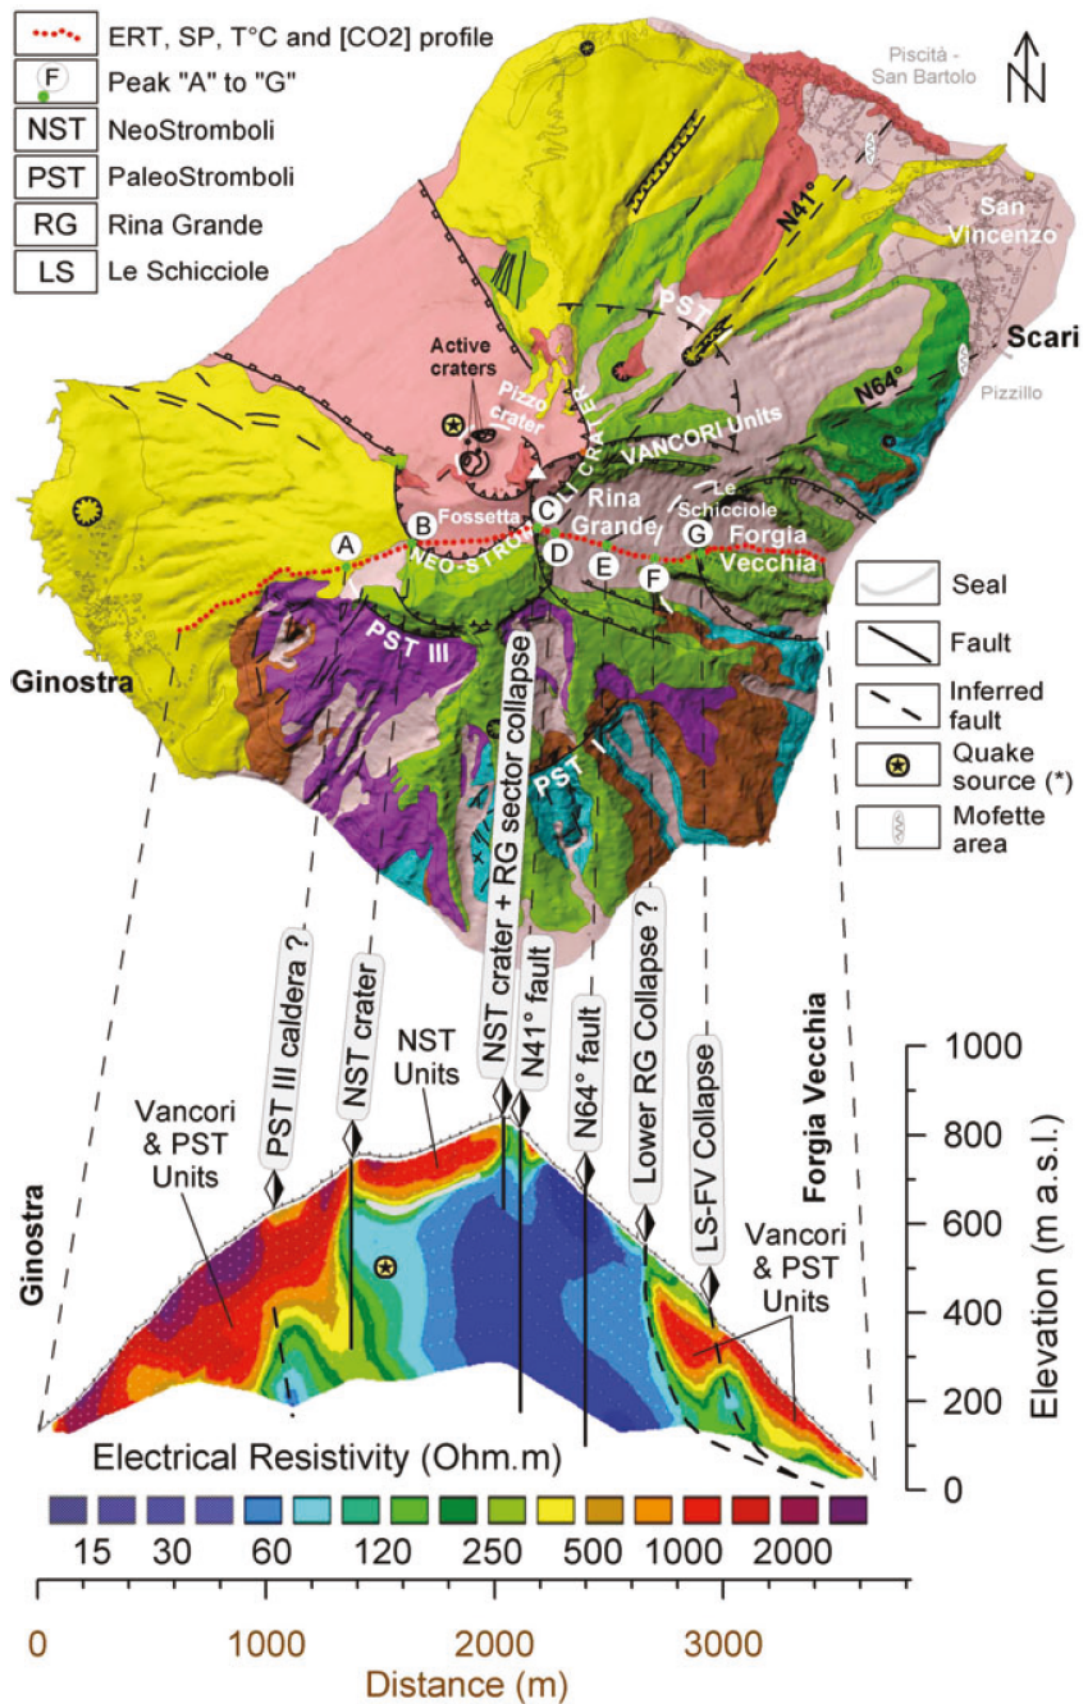 ERT, SP, T°C and [CO2] profile
F
Peak "A" to "G"
NST
NeoStromboli
PST
PaleoStromboli
RG
Rina Grande
LS
Le Schicciole
Piscità -
San Bartolo
N
N41°
San
Vincenzo
PST
Scari
Active
craters
Pizzo
crater
N64°
Pizzillo
VANCORI Units
NEO-STROMBOLI CRATER
Rina
Grande
Le
Schicciole
Fossetta
Forgia
Vecchia
A
B
C
D
E
F
G
PST III
Ginostra
PST
Seal
Fault
Inferred
fault
Quake
source (*)
Mofette
area
PST III caldera ?
NST crater
NST crater + RG sector collapse
N41° fault
N64° fault
Lower RG Collapse ?
LS-FV Collapse
Forgia Vecchia
Ginostra
Vancori
& PST
Units
NST
Units
Vancori
& PST
Units
1000
800
600
400
200
0
Elevation (m a.s.l.)
Electrical Resistivity (Ohm.m)
15 30 60 120 250 500 1000 2000
0 1000 2000 3000
Distance (m)